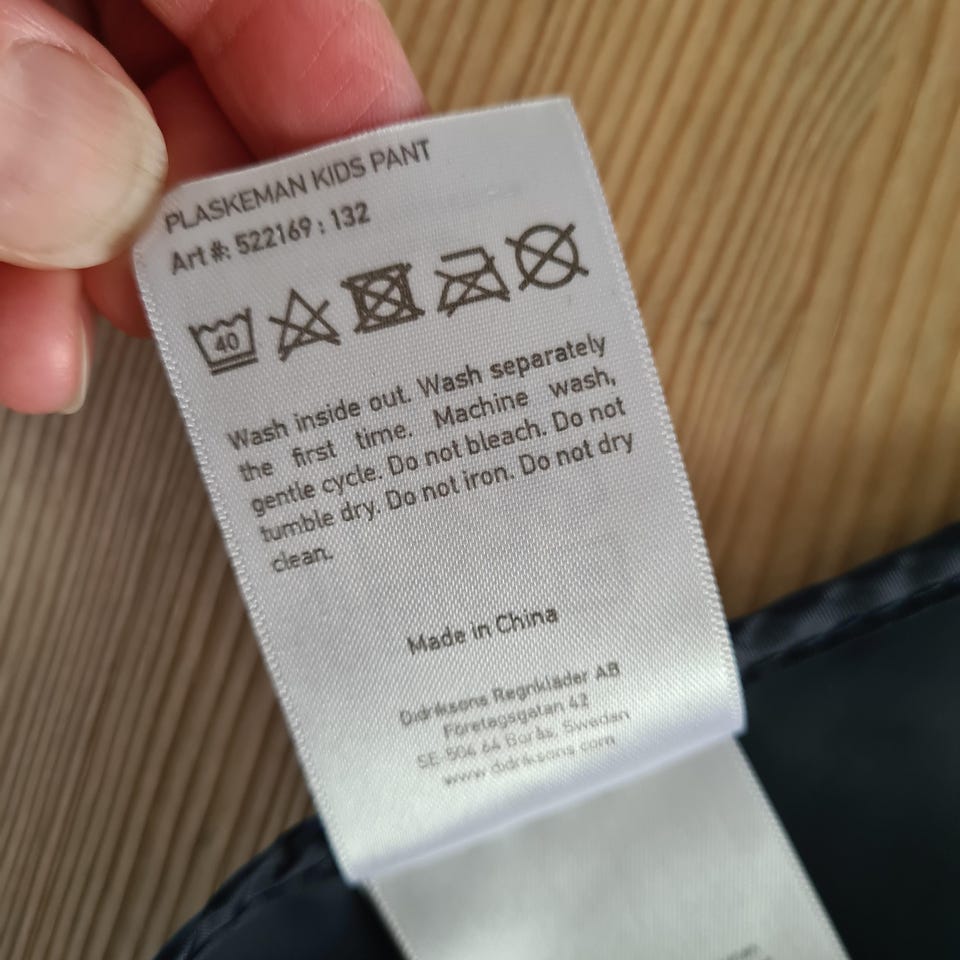 PLASKEMAN KIDS PANT
Art #: 522169 : 132
40
Wash inside out. Wash separately
the first time. Machine wash,
gentle cycle. Do not bleach. Do not
tumble dry. Do not iron. Do not dry
clean.
Made in China
Didriksons Regnkläder AB
Företagsgatan 42
SE-504 64 Borås, Sweden
www.didriksons.com